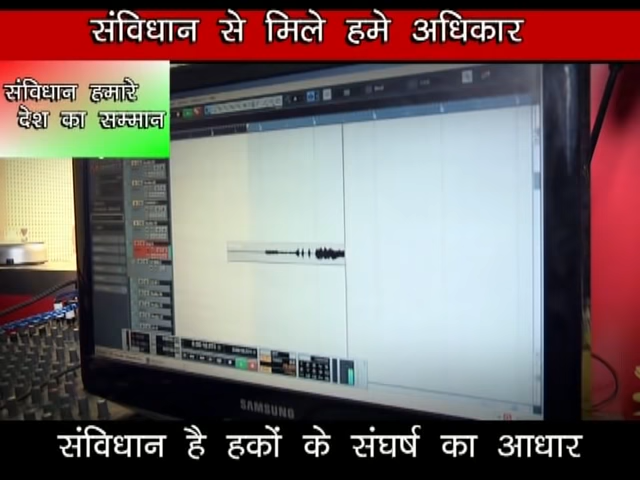 संविधान से मिले हमे अधिकार
संविधान हमारे
देश का सम्मान
SAMSUNG
संविधान है हकों के संघर्ष का आधार